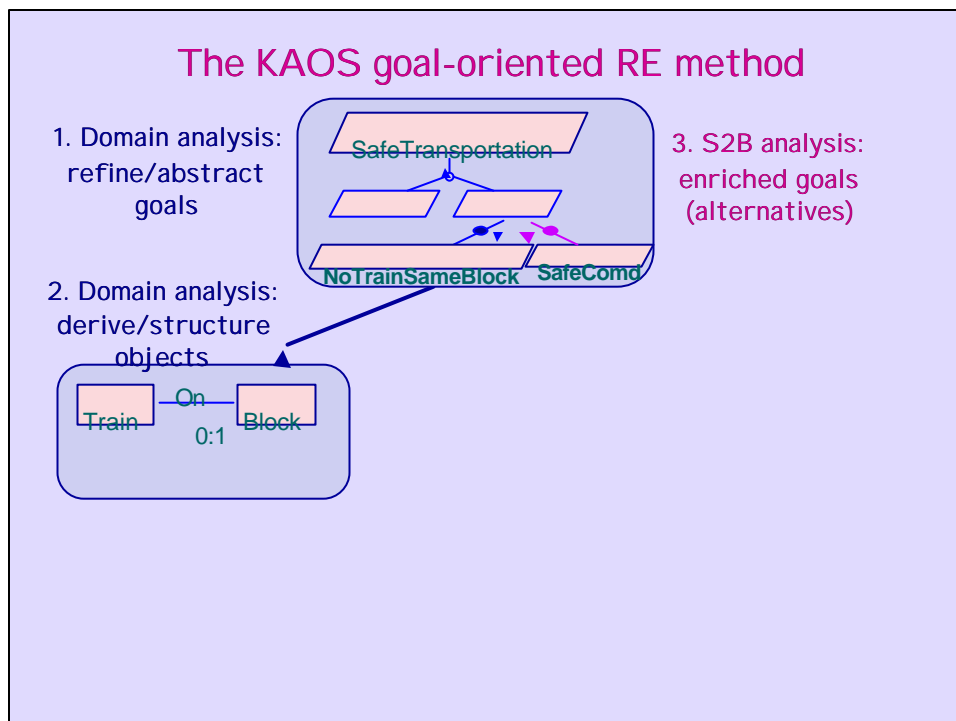 The KAOS goal-oriented RE method
1. Domain analysis:
refine/abstract
goals
SafeTransportation
3. S2B analysis:
enriched goals
(alternatives)
NoTrainSameBlock
SafeComd
2. Domain analysis:
derive/structure
objects
On
Train
Block
0:1